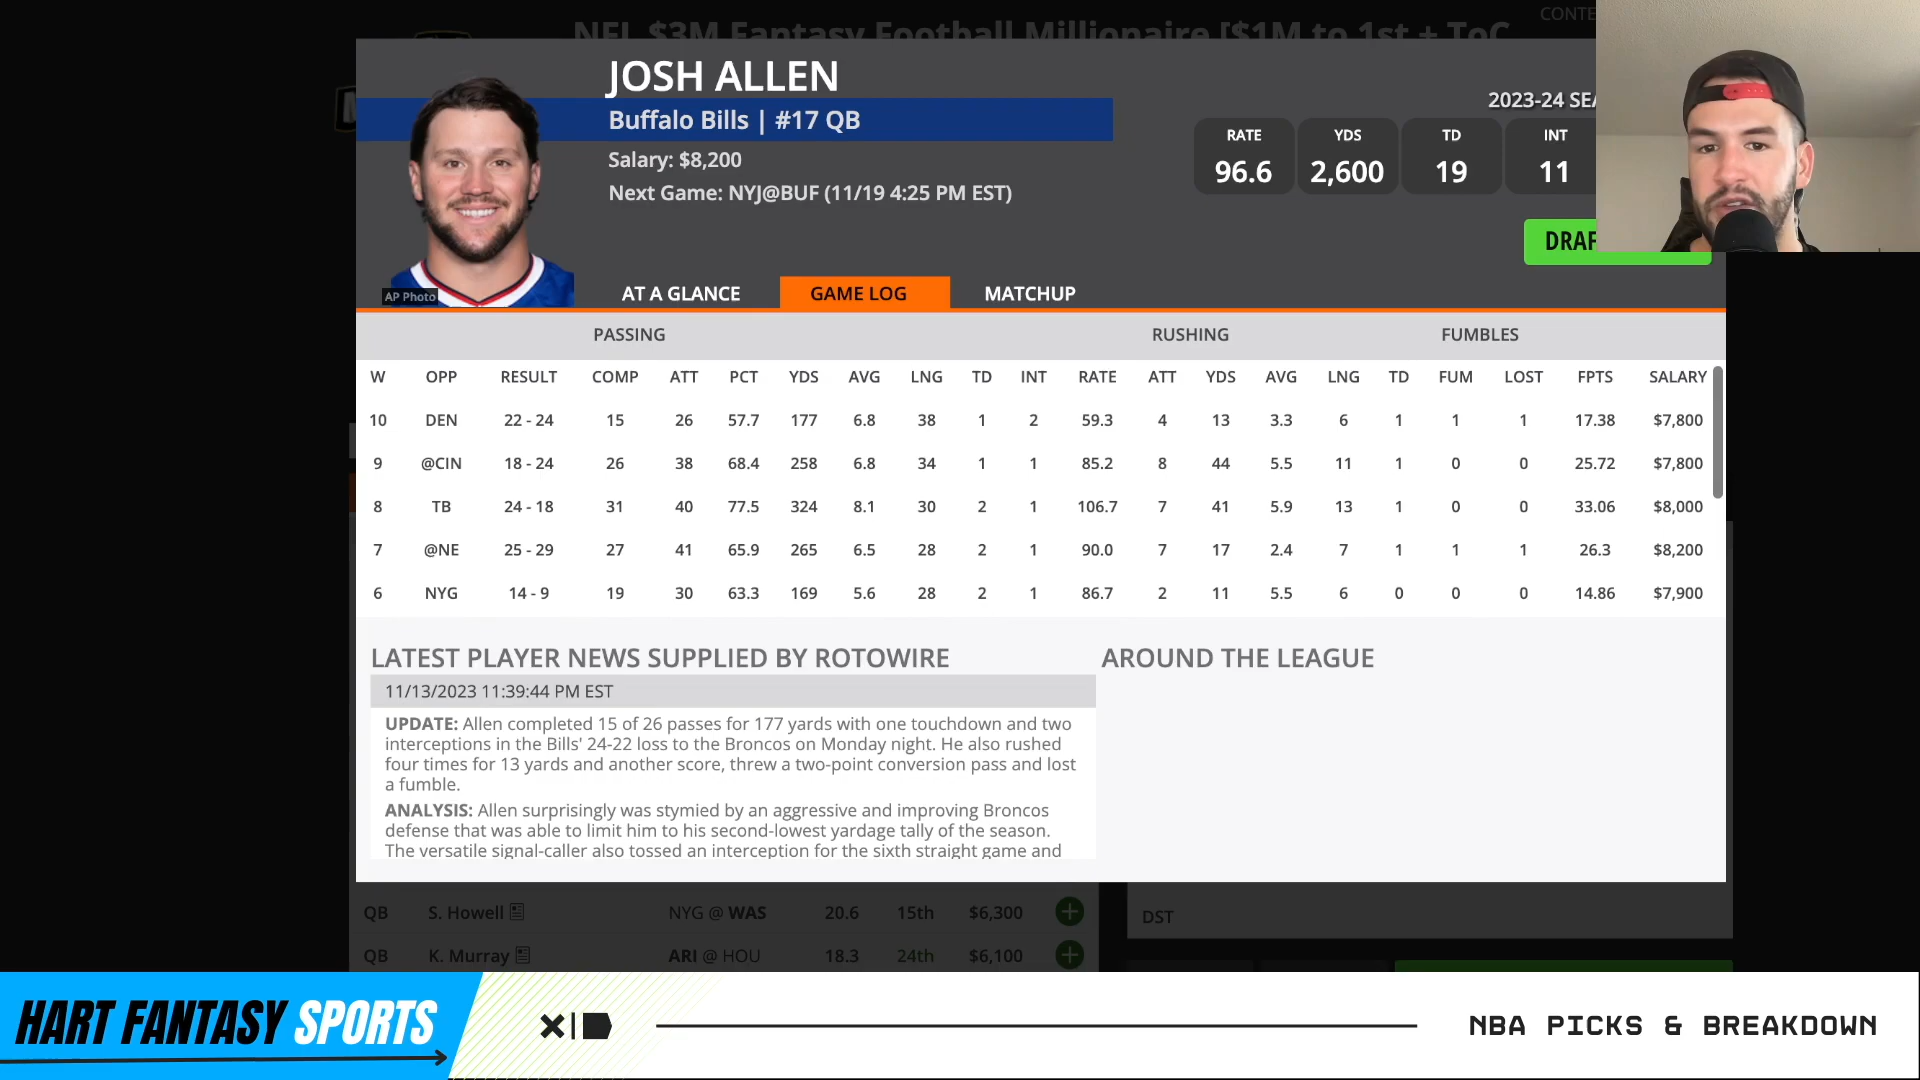 NFL $3M Fantasy Football Millionaire [$1M to 1st + ToC
CONTE
JOSH ALLEN
Buffalo Bills | #17 QB
Salary: $8,200
Next Game: NYJ@BUF (11/19 4:25 PM EST)
AP Photo
2023-24 SEA
RATE YDS TD INT
96.6 2,600 19 11
DRAF
AT A GLANCE GAME LOG MATCHUP
PASSING RUSHING FUMBLES
W OPP RESULT COMP ATT PCT YDS AVG LNG TD INT RATE ATT YDS AVG LNG TD FUM LOST FPTS SALARY
10 DEN 22 - 24 15 26 57.7 177 6.8 38 1 2 59.3 4 13 3.3 6 1 1 1 17.38 $7,800
9 @CIN 18 - 24 26 38 68.4 258 6.8 34 1 1 85.2 8 44 5.5 11 1 0 0 25.72 $7,800
8 TB 24 - 18 31 40 77.5 324 8.1 30 2 1 106.7 7 41 5.9 13 1 0 0 33.06 $8,000
7 @NE 25 - 29 27 41 65.9 265 6.5 28 2 1 90.0 7 17 2.4 7 1 1 1 26.3 $8,200
6 NYG 14 - 9 19 30 63.3 169 5.6 28 2 1 86.7 2 11 5.5 6 0 0 0 14.86 $7,900
LATEST PLAYER NEWS SUPPLIED BY ROTOWIRE
11/13/2023 11:39:44 PM EST
UPDATE: Allen completed 15 of 26 passes for 177 yards with one touchdown and two
interceptions in the Bills' 24-22 loss to the Broncos on Monday night. He also rushed
four times for 13 yards and another score, threw a two-point conversion pass and lost
a fumble.
ANALYSIS: Allen surprisingly was stymied by an aggressive and improving Broncos
defense that was able to limit him to his second-lowest yardage tally of the season.
The versatile signal-caller also tossed an interception for the sixth straight game and
AROUND THE LEAGUE
QB S. Howell NYG @ WAS 20.6 15th $6,300
QB K. Murray ARI @ HOU 18.3 24th $6,100
DST
HART FANTASY SPORTS
NBA PICKS & BREAKDOWN